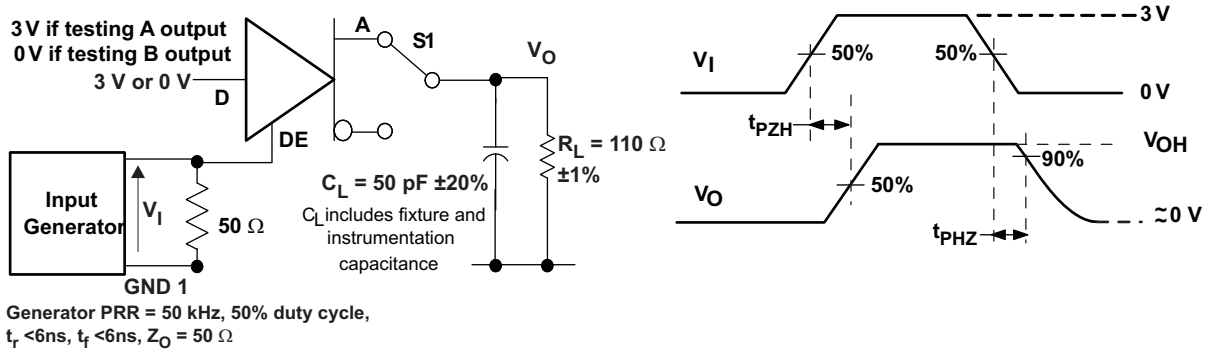 3 V if testing A output
0 V if testing B output
3 V or 0 V
D
DE
A
S1
VO
RL = 110 Ω
±1%
CL = 50 pF ±20%
CL includes fixture and
instrumentation
capacitance
Input
Generator
VI
50 Ω
GND 1
Generator PRR = 50 kHz, 50% duty cycle,
tr <6ns, tf <6ns, ZO = 50 Ω
3 V
VI
50%
50%
0 V
tPZH
VOH
90%
VO
50%
≈0 V
tPHZ